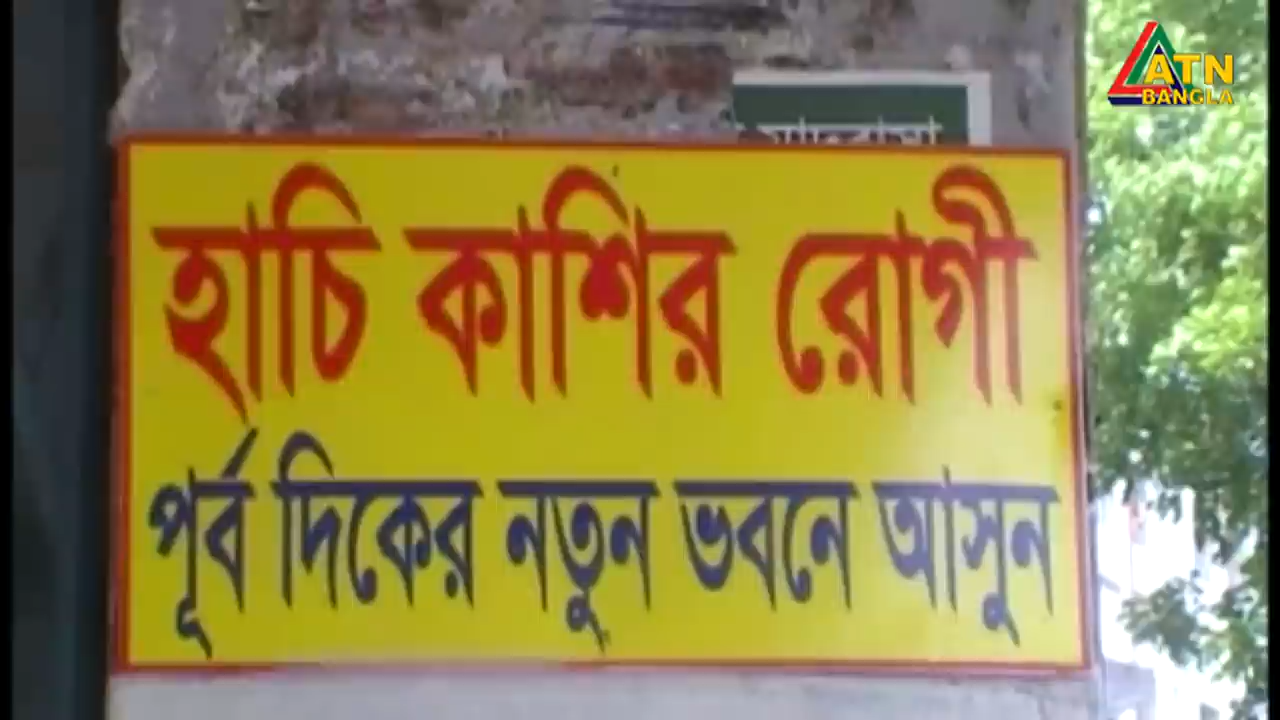 ATN
BANGLA
হাচি কাশির রোগী
পূর্ব দিকের নতুন ভবনে আসুন